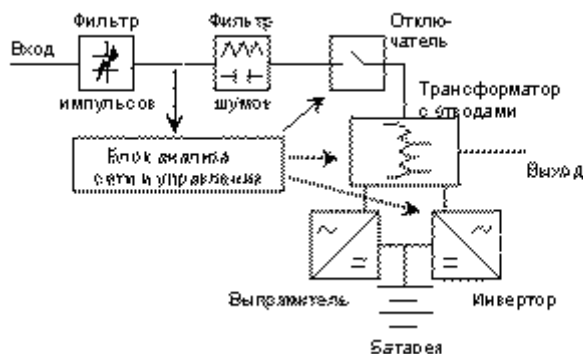 Фильтр
Фильтр
Отклю-
чатель
Вход
импульсов
шумов
Трансформатор
с отводами
Блок анализа
сети и управления
Выход
Выпрямитель
Инвертор
Батарея